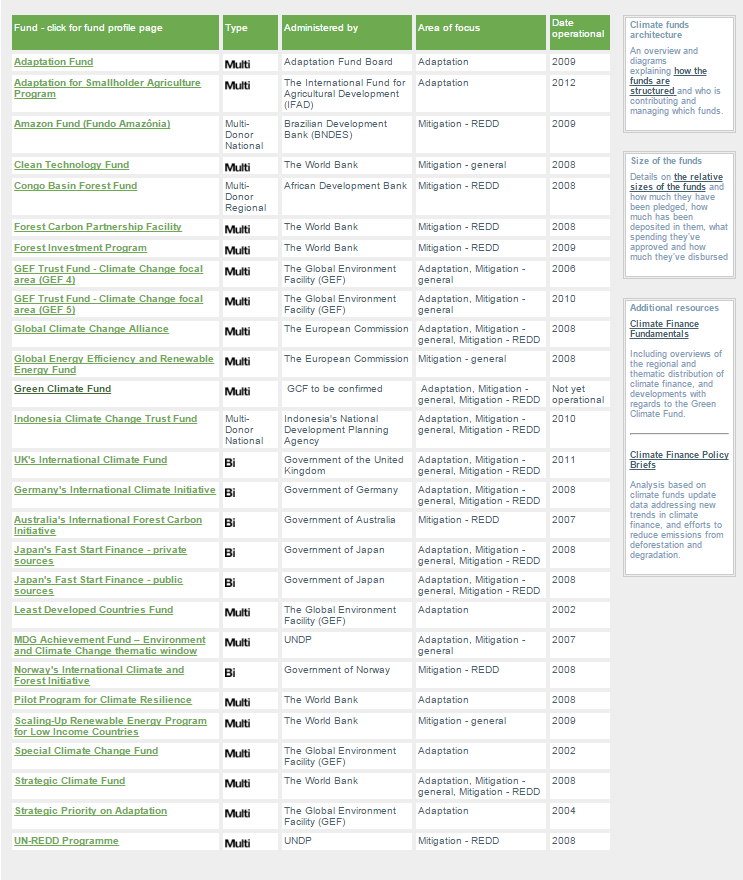 Fund - click for fund profile page Type Administered by Area of focus Date
operational
Adaptation Fund Multi Adaptation Fund Board Adaptation 2009
Adaptation for Smallholder Agriculture Multi The International Fund for Adaptation 2012
Program Agricultural Development
(IFAD)
Amazon Fund (Fundo Amazônia) Multi- Brazilian Development Mitigation - REDD 2009
Donor Bank (BNDES)
National
Clean Technology Fund Multi The World Bank Mitigation - general 2008
Congo Basin Forest Fund Multi- African Development Bank Mitigation - REDD 2008
Donor
Regional
Forest Carbon Partnership Facility Multi The World Bank Mitigation - REDD 2008
Forest Investment Program Multi The World Bank Mitigation - REDD 2009
GEF Trust Fund - Climate Change focal Multi The Global Environment Adaptation, Mitigation - 2006
area (GEF 4) Facility (GEF) general
GEF Trust Fund - Climate Change focal Multi The Global Environment Adaptation, Mitigation - 2010
area (GEF 5) Facility (GEF) general
Global Climate Change Alliance Multi The European Commission Adaptation, Mitigation - 2008
general, Mitigation - REDD
Global Energy Efficiency and Renewable Multi The European Commission Mitigation - general 2008
Energy Fund
Green Climate Fund Multi GCF to be confirmed Adaptation, Mitigation - Not yet
general, Mitigation - REDD operational
Indonesia Climate Change Trust Fund Multi- Indonesia's National Adaptation, Mitigation - 2010
Donor Development Planning general, Mitigation - REDD
National Agency
UK's International Climate Fund Bi Government of the United Adaptation, Mitigation - 2011
Kingdom general, Mitigation - REDD
Germany's International Climate Initiative Bi Government of Germany Adaptation, Mitigation - 2008
general, Mitigation - REDD
Australia's International Forest Carbon Bi Government of Australia Mitigation - REDD 2007
Initiative
Japan's Fast Start Finance - private Bi Government of Japan Adaptation, Mitigation - 2008
sources general, Mitigation - REDD
Japan's Fast Start Finance - public Bi Government of Japan Adaptation, Mitigation - 2008
sources general, Mitigation - REDD
Least Developed Countries Fund Multi The Global Environment Adaptation 2002
Facility (GEF)
MDG Achievement Fund – Environment Multi UNDP Adaptation, Mitigation - 2007
and Climate Change thematic window general
Norway's International Climate and Bi Government of Norway Mitigation - REDD 2008
Forest Initiative
Pilot Program for Climate Resilience Multi The World Bank Adaptation 2008
Scaling-Up Renewable Energy Program Multi The World Bank Mitigation - general 2009
for Low Income Countries
Special Climate Change Fund Multi The Global Environment Adaptation 2002
Facility (GEF)
Strategic Climate Fund Multi The World Bank Adaptation, Mitigation - 2008
general, Mitigation - REDD
Strategic Priority on Adaptation Multi The Global Environment Adaptation 2004
Facility (GEF)
UN-REDD Programme Multi UNDP Mitigation - REDD 2008
Climate funds
architecture
An overview and
diagrams
explaining how the
funds are
structured and who is
contributing and
managing which funds.
Size of the funds
Details on the relative
sizes of the funds and
how much they have
been pledged, how
much has been
deposited in them, what
spending they've
approved and how
much they've disbursed
Additional resources
Climate Finance
Fundamentals
Including overviews of
the regional and
thematic distribution of
climate finance, and
developments with
regards to the Green
Climate Fund.
Climate Finance Policy
Briefs
Analysis based on
climate funds update
data addressing new
trends in climate
finance, and efforts to
reduce emissions from
deforestation and
degradation.